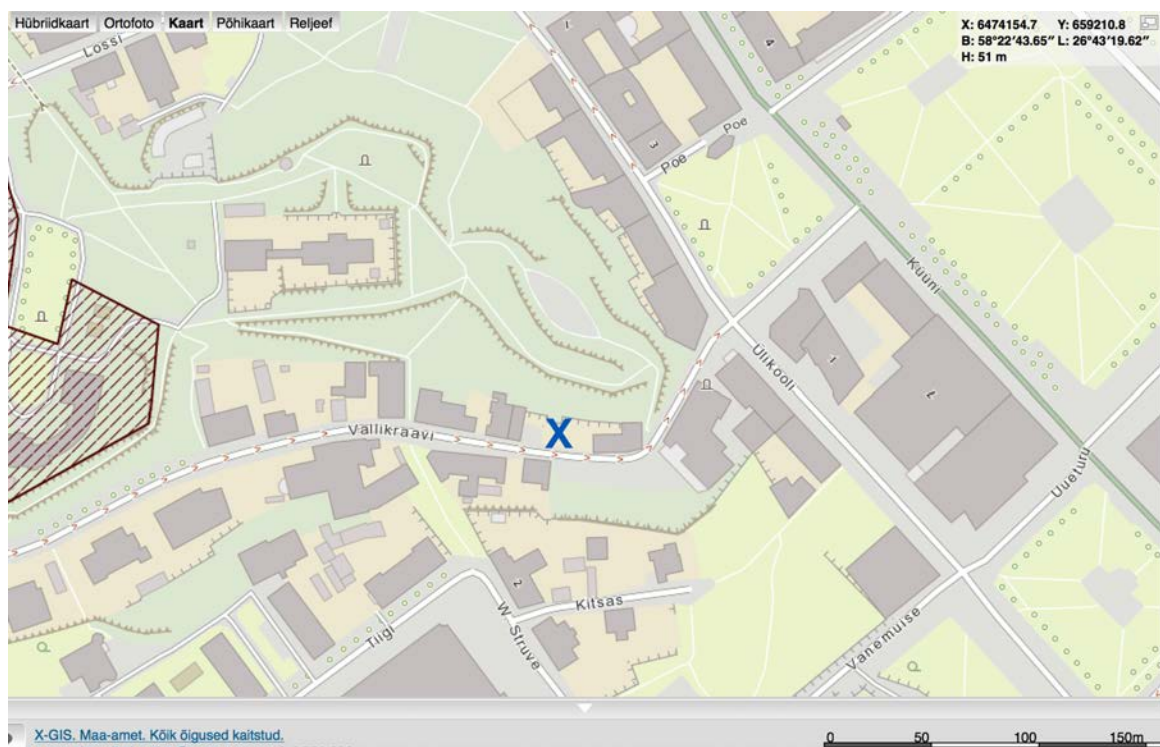 Hübriidkaart Ortofoto Kaart Põhikaart Reljeef
X: 6474154.7 Y: 659210.8
B: 58°22'43.65″ L: 26°43'19.62″
H: 51 m
Lossi
1
4
3
Poe
Poe
Küüni
Ülikooli
1
Vallikraavi
X
Uueturu
2
Kitsas
Tiigi
W. Struve
Vanemuise
X-GIS. Maa-amet. Kõik õigused kaitstud.
0 50 100 150m